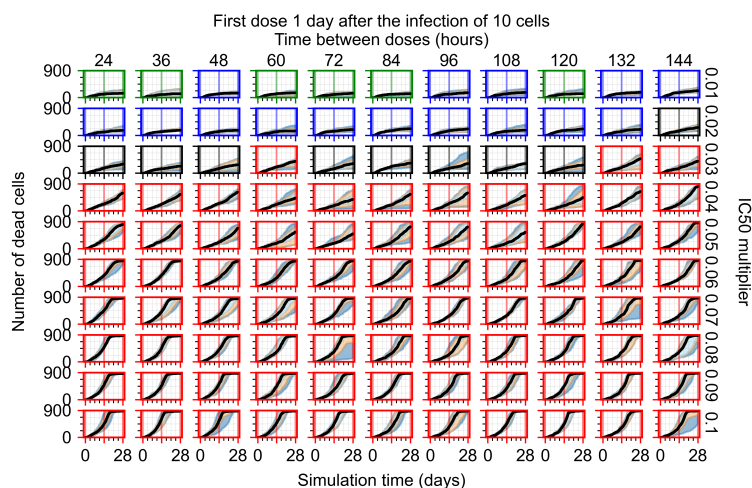 First dose 1 day after the infection of 10 cells
Time between doses (hours)
24 36 48 60 72 84 96 108 120 132 144
900 0 0.01
900 0 0.02
900 0 0.03
900 0 0.04
900 0 0.05
900 0 0.06
900 0 0.07
900 0 0.08
900 0 0.09
900 0 0.1
0 28 0 28 0 28 0 28 0 28 0 28 0 28 0 28 0 28 0 28 0 28
Simulation time (days)
Number of dead cells
IC50 multiplier